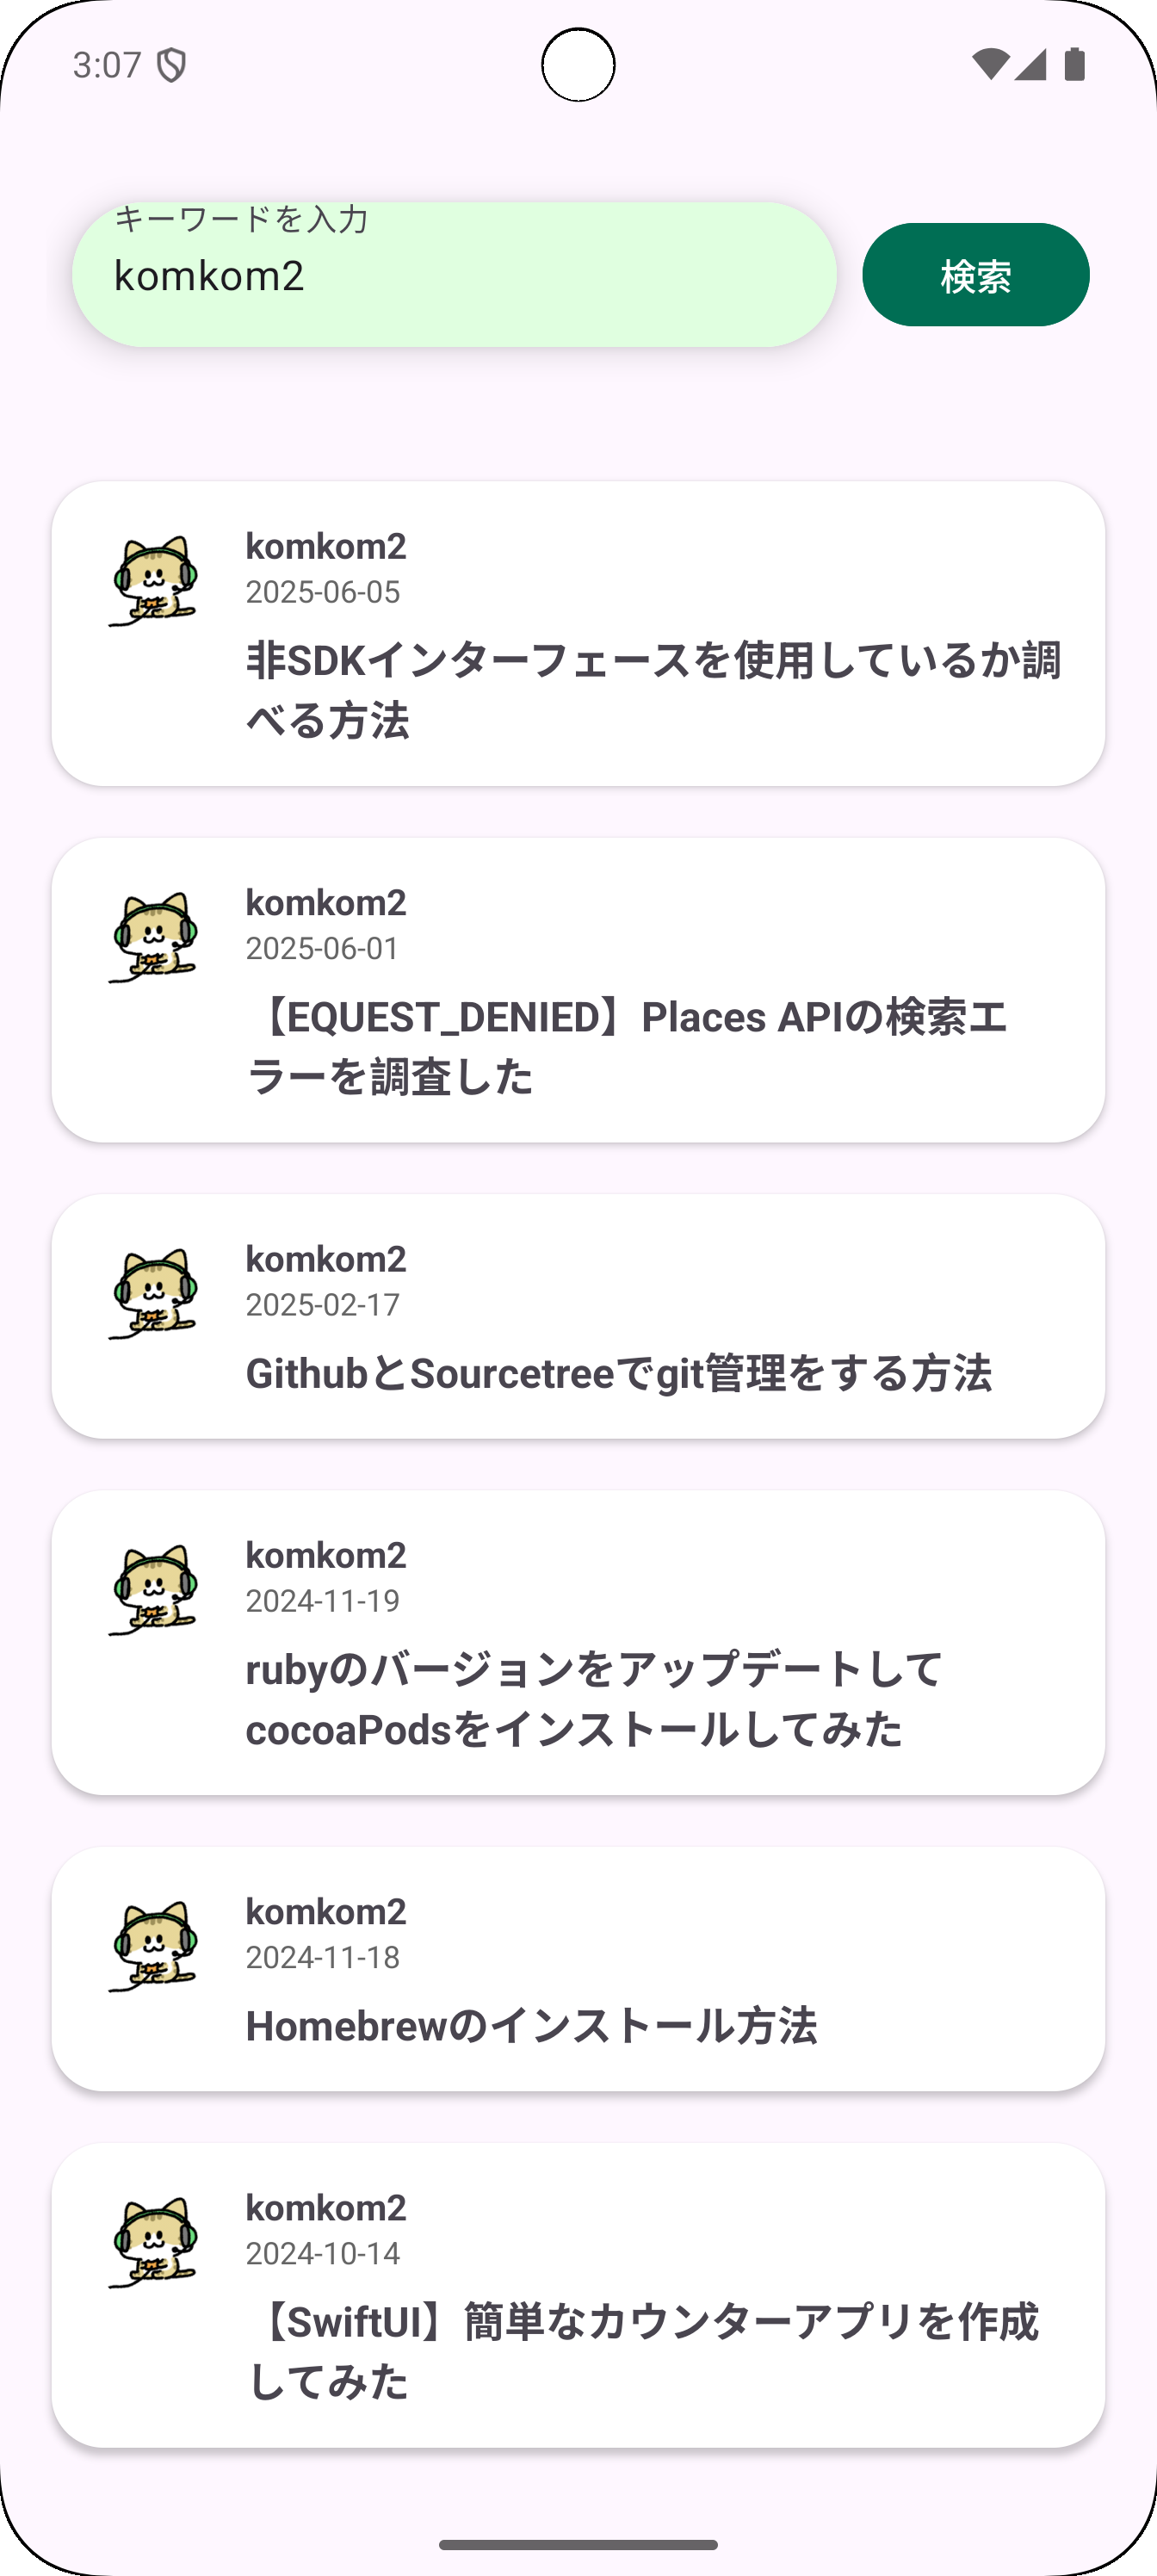 3:07
キーワードを入力
komkom2
検索
komkom2
2025-06-05
非SDKインターフェースを使用しているか調
べる方法
komkom2
2025-06-01
【EQUEST_DENIED】Places APIの検索エ
ラーを調査した
komkom2
2025-02-17
GithubとSourcetreeでgit管理をする方法
komkom2
2024-11-19
rubyのバージョンをアップデートして
cocoaPodsをインストールしてみた
komkom2
2024-11-18
Homebrewのインストール方法
komkom2
2024-10-14
【SwiftUI】簡単なカウンターアプリを作成
してみた